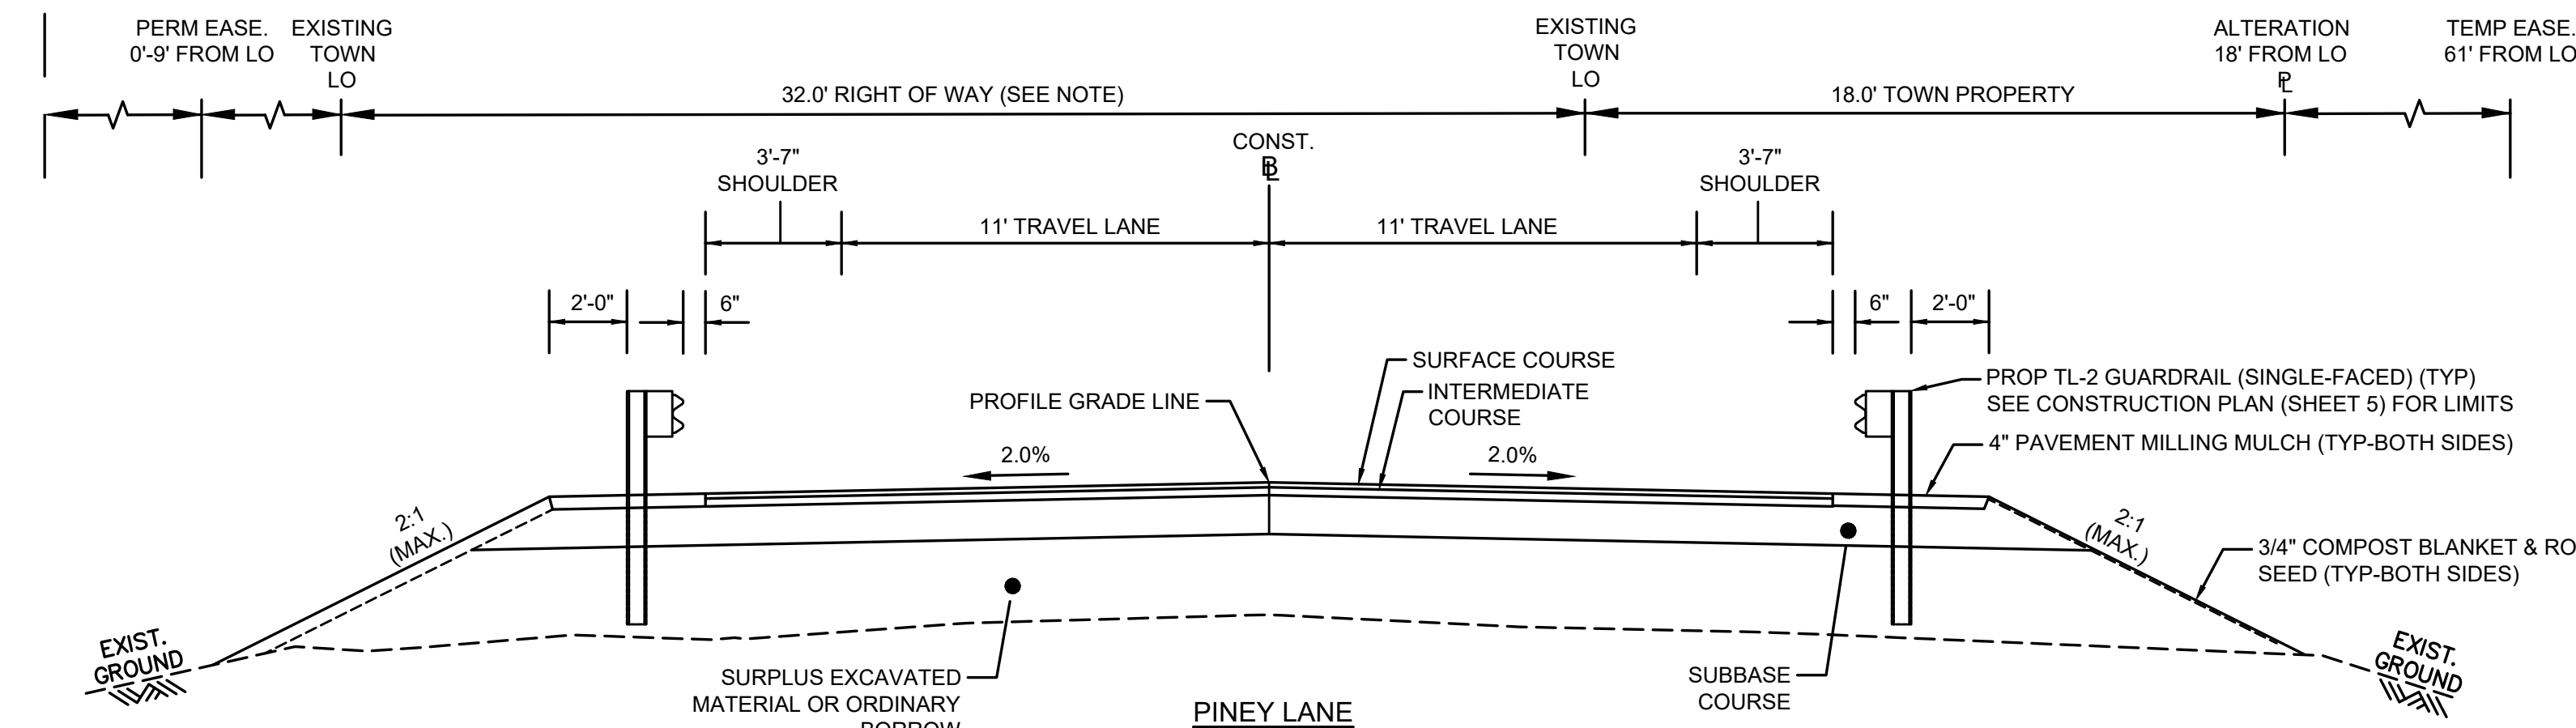 PERM EASE.
0'-9' FROM LO
EXISTING
TOWN
LO
EXISTING
TOWN
LO
ALTERATION
18' FROM LO
PL
TEMP EASE.
61' FROM LO
32.0' RIGHT OF WAY (SEE NOTE)
18.0' TOWN PROPERTY
CONST.
BL
3'-7"
SHOULDER
3'-7"
SHOULDER
11' TRAVEL LANE
11' TRAVEL LANE
2'-0"
6"
6"
2'-0"
SURFACE COURSE
INTERMEDIATE
COURSE
PROFILE GRADE LINE
PROP TL-2 GUARDRAIL (SINGLE-FACED) (TYP)
SEE CONSTRUCTION PLAN (SHEET 5) FOR LIMITS
4" PAVEMENT MILLING MULCH (TYP-BOTH SIDES)
2.0%
2.0%
2:1
(MAX.)
2:1
(MAX.)
3/4" COMPOST BLANKET & RO
SEED (TYP-BOTH SIDES)
EXIST.
GROUND
EXIST.
GROUND
SURPLUS EXCAVATED
MATERIAL OR ORDINARY
BORROW
SUBBASE
COURSE
PINEY LANE